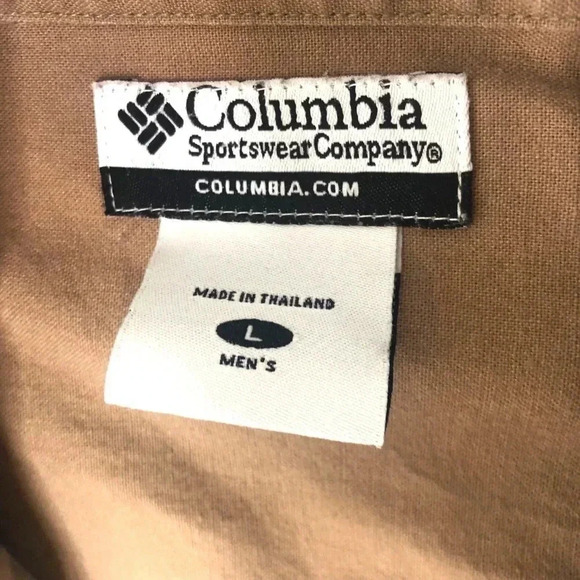 Columbia
Sportswear Company®
COLUMBIA.COM
MADE IN THAILAND
L
MEN'S